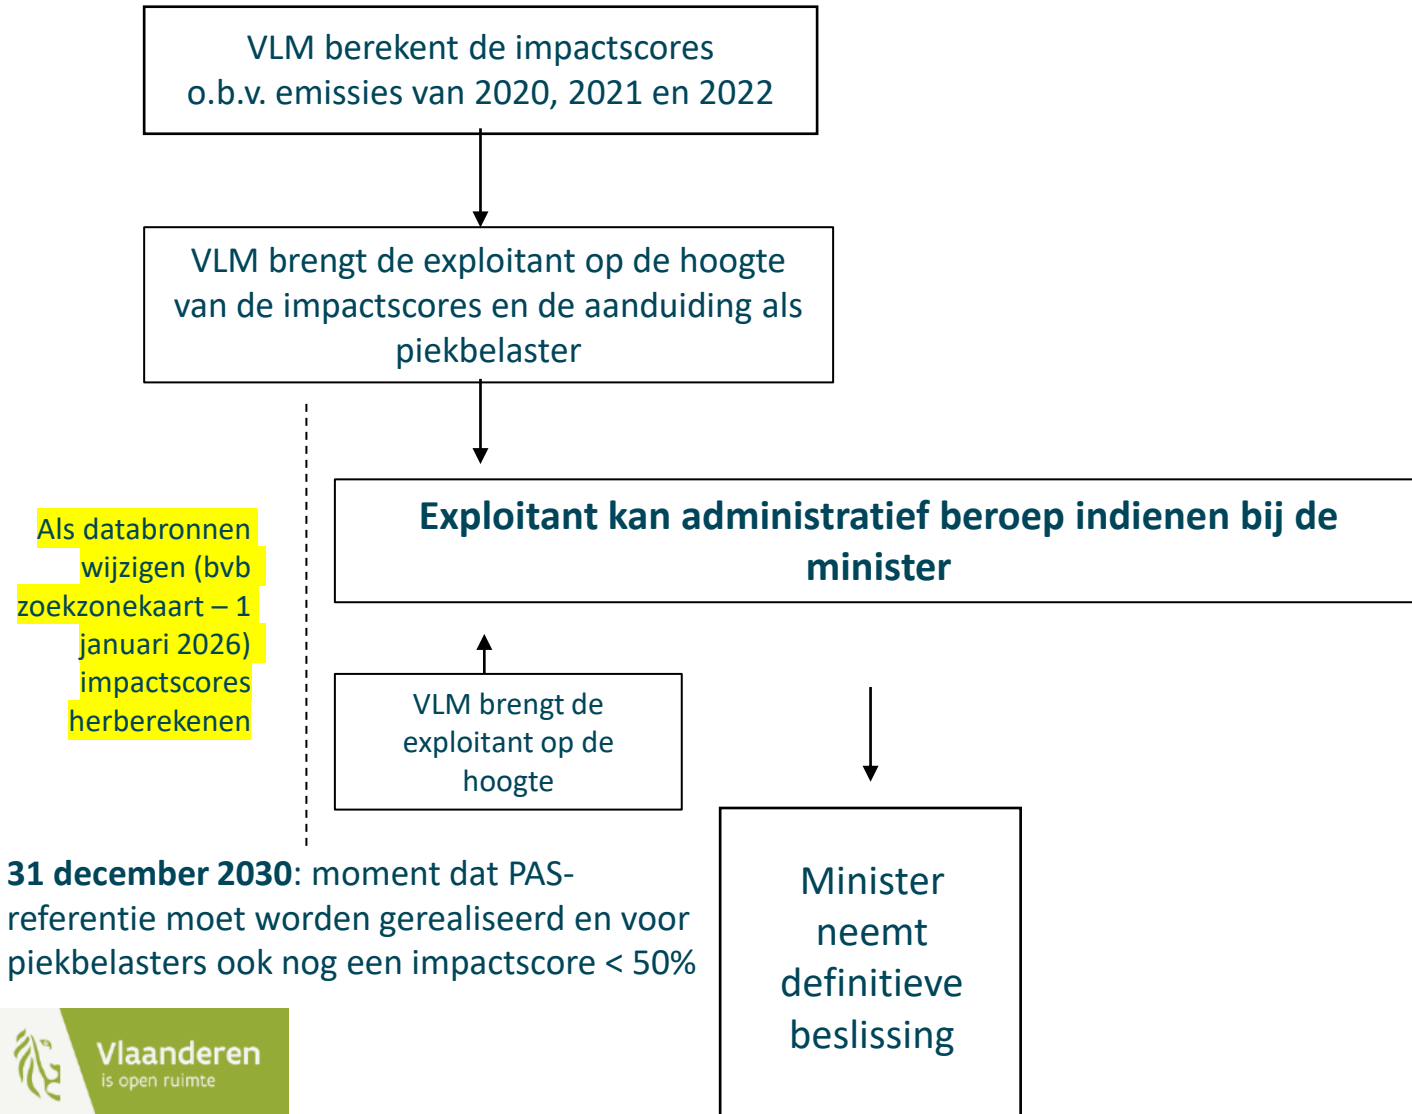 VLM berekent de impactscores
o.b.v. emissies van 2020, 2021 en 2022
VLM brengt de exploitant op de hoogte
van de impactscores en de aanduiding als
piekbelaster
Exploitant kan administratief beroep indienen bij de
minister
Als databronnen
wijzigen (bvb
zoekzonekaart – 1
januari 2026)
impactscores
herberekenen
VLM brengt de
exploitant op de
hoogte
31 december 2030: moment dat PAS-
referentie moet worden gerealiseerd en voor
piekbelasters ook nog een impactscore < 50%
Minister
neemt
definitieve
beslissing
Vlaanderen
is open ruimte